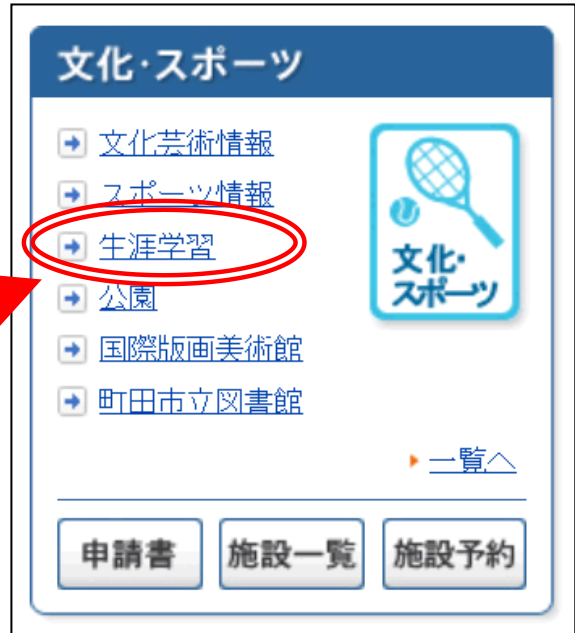 文化・スポーツ
文化芸術情報
スポーツ情報
生涯学習
文化・
スポーツ
公園
国際版画美術館
町田市立図書館
一覧へ
申請書 施設一覧 施設予約